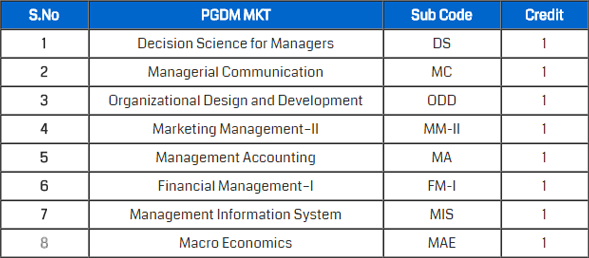 S.No PGDM MKT Sub Code Credit
1 Decision Science for Managers DS 1
2 Managerial Communication MC 1
3 Organizational Design and Development ODD 1
4 Marketing Management-II MM-II 1
5 Management Accounting MA 1
6 Financial Management-I FM-I 1
7 Management Information System MIS 1
8 Macro Economics MAE 1